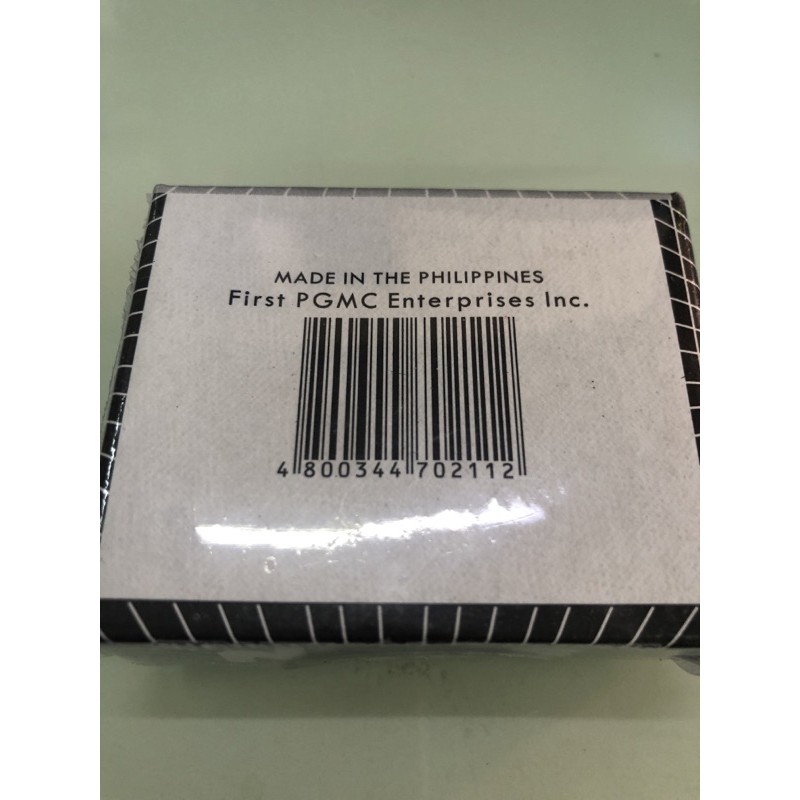 MADE IN THE PHILIPPINES
First PGMC Enterprises Inc.
4 800344 702112